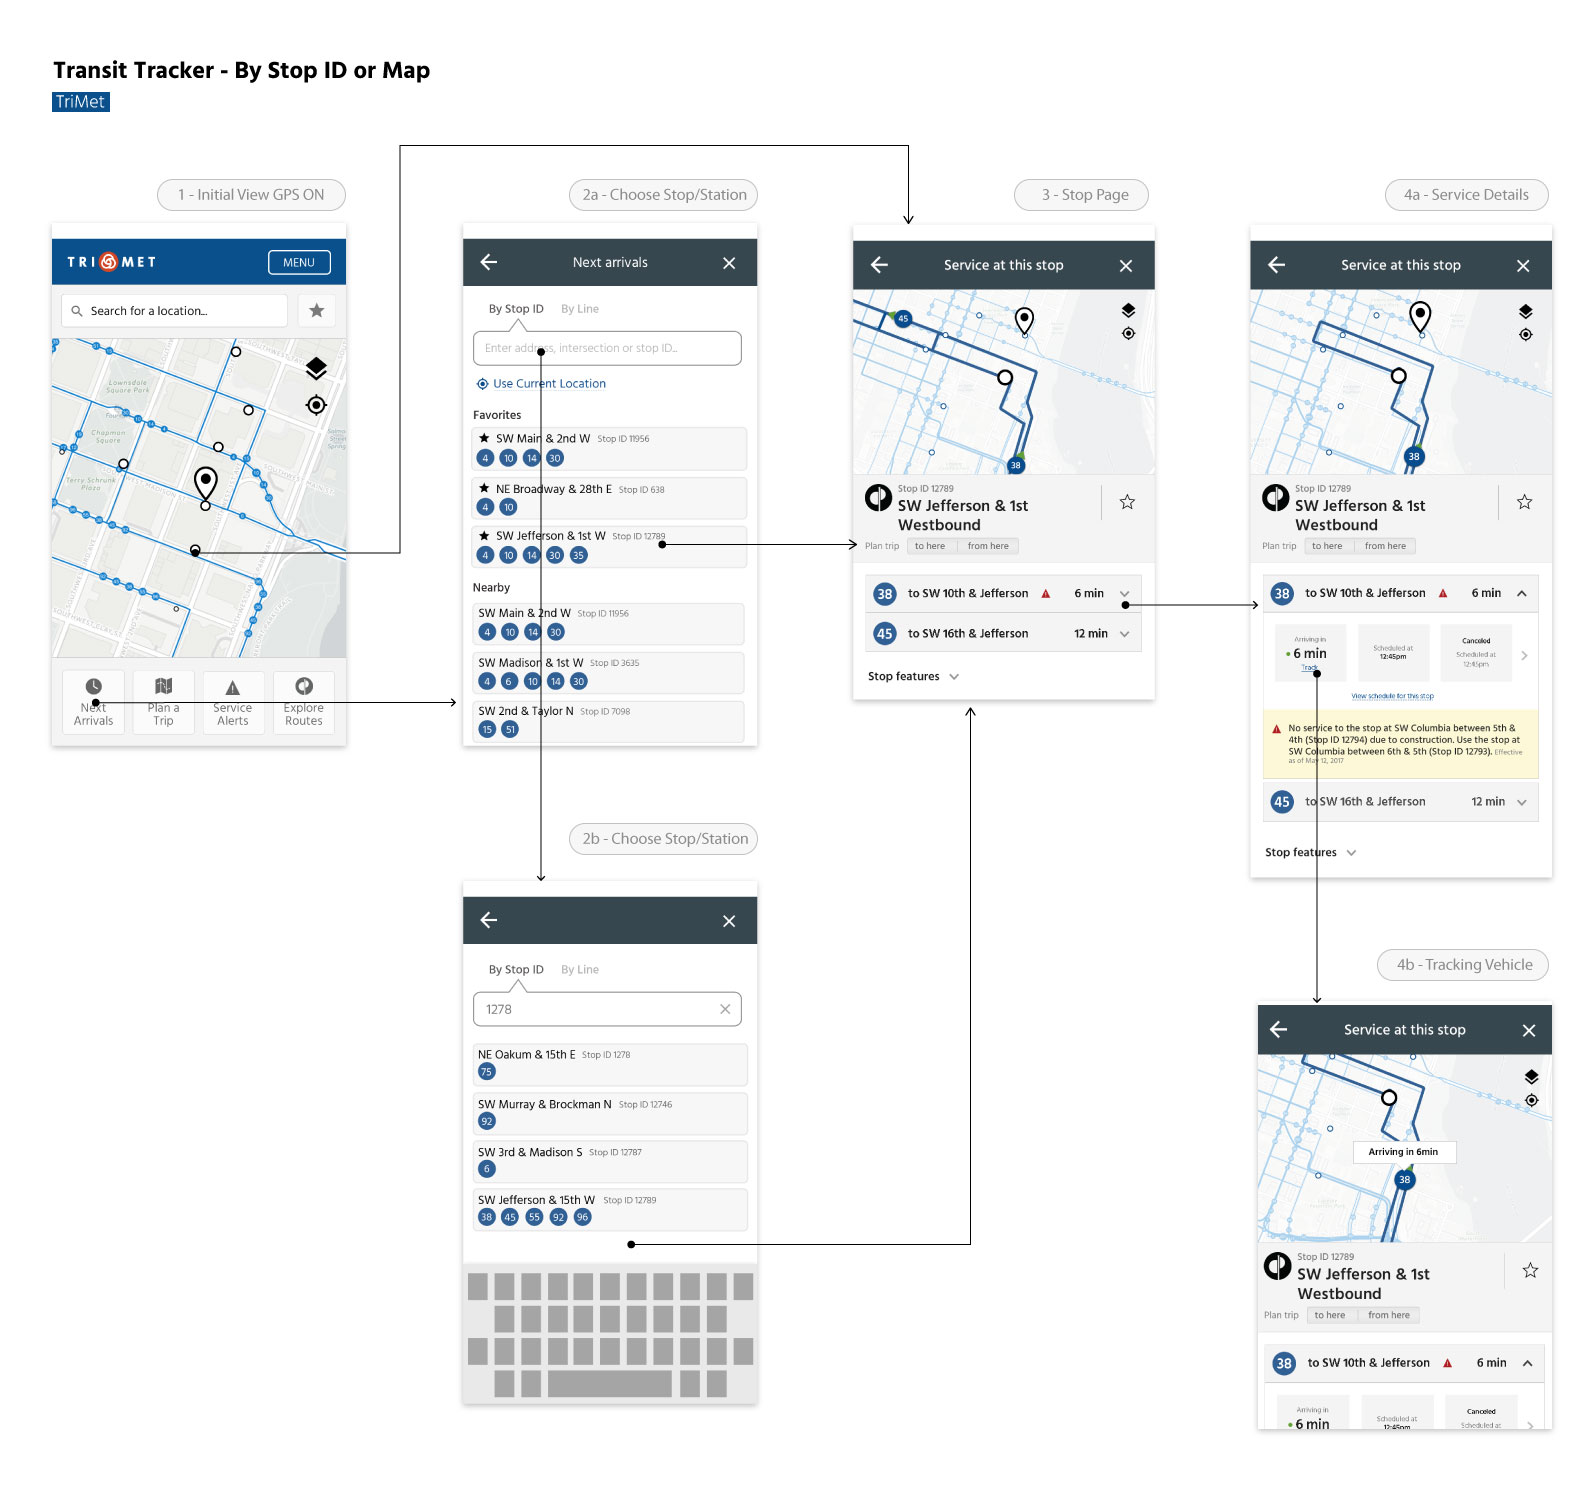 Transit Tracker - By Stop ID or Map
TriMet
1 - Initial View GPS ON
TRI MET
MENU
Search for a location...
Lownsdale
Square Park
Chapman
Square
Terry Schrunk
Plaza
Next
Arrivals
Plan a
Trip
Service
Alerts
Explore
Routes
2a - Choose Stop/Station
Next arrivals
By Stop ID By Line
Enter address, intersection or stop ID...
Use Current Location
Favorites
SW Main & 2nd W Stop ID 11956
4 10 14 30
NE Broadway & 28th E Stop ID 638
4 10
SW Jefferson & 1st W Stop ID 12789
4 10 14 30 35
Nearby
SW Main & 2nd W Stop ID 11956
4 10 14 30
SW Madison & 1st W Stop ID 3635
4 6 10 14 30
SW 2nd & Taylor N Stop ID 7098
15 51
2b - Choose Stop/Station
By Stop ID By Line
1278
NE Oakum & 15th E Stop ID 1278
75
SW Murray & Brockman N Stop ID 12746
92
SW 3rd & Madison S Stop ID 12787
6
SW Jefferson & 15th W Stop ID 12789
38 45 55 92 96
3 - Stop Page
Service at this stop
45
38
Stop ID 12789
SW Jefferson & 1st
Westbound
Plan trip to here from here
38 to SW 10th & Jefferson 6 min
45 to SW 16th & Jefferson 12 min
Stop features
4a - Service Details
Service at this stop
38
Stop ID 12789
SW Jefferson & 1st
Westbound
Plan trip to here from here
38 to SW 10th & Jefferson 6 min
Arriving in
6 min
Track
Scheduled at
12:45pm
Canceled
Scheduled at
12:45pm
View schedule for this stop
No service to the stop at SW Columbia between 5th &
4th (Stop ID 12794) due to construction. Use the stop at
SW Columbia between 6th & 5th (Stop ID 12793). Effective
as of May 12, 2017
45 to SW 16th & Jefferson 12 min
Stop features
4b - Tracking Vehicle
Service at this stop
Arriving in 6min
38
Stop ID 12789
SW Jefferson & 1st
Westbound
Plan trip to here from here
38 to SW 10th & Jefferson 6 min
Arriving in
6 min
Scheduled at
12:45pm
Canceled
Scheduled at